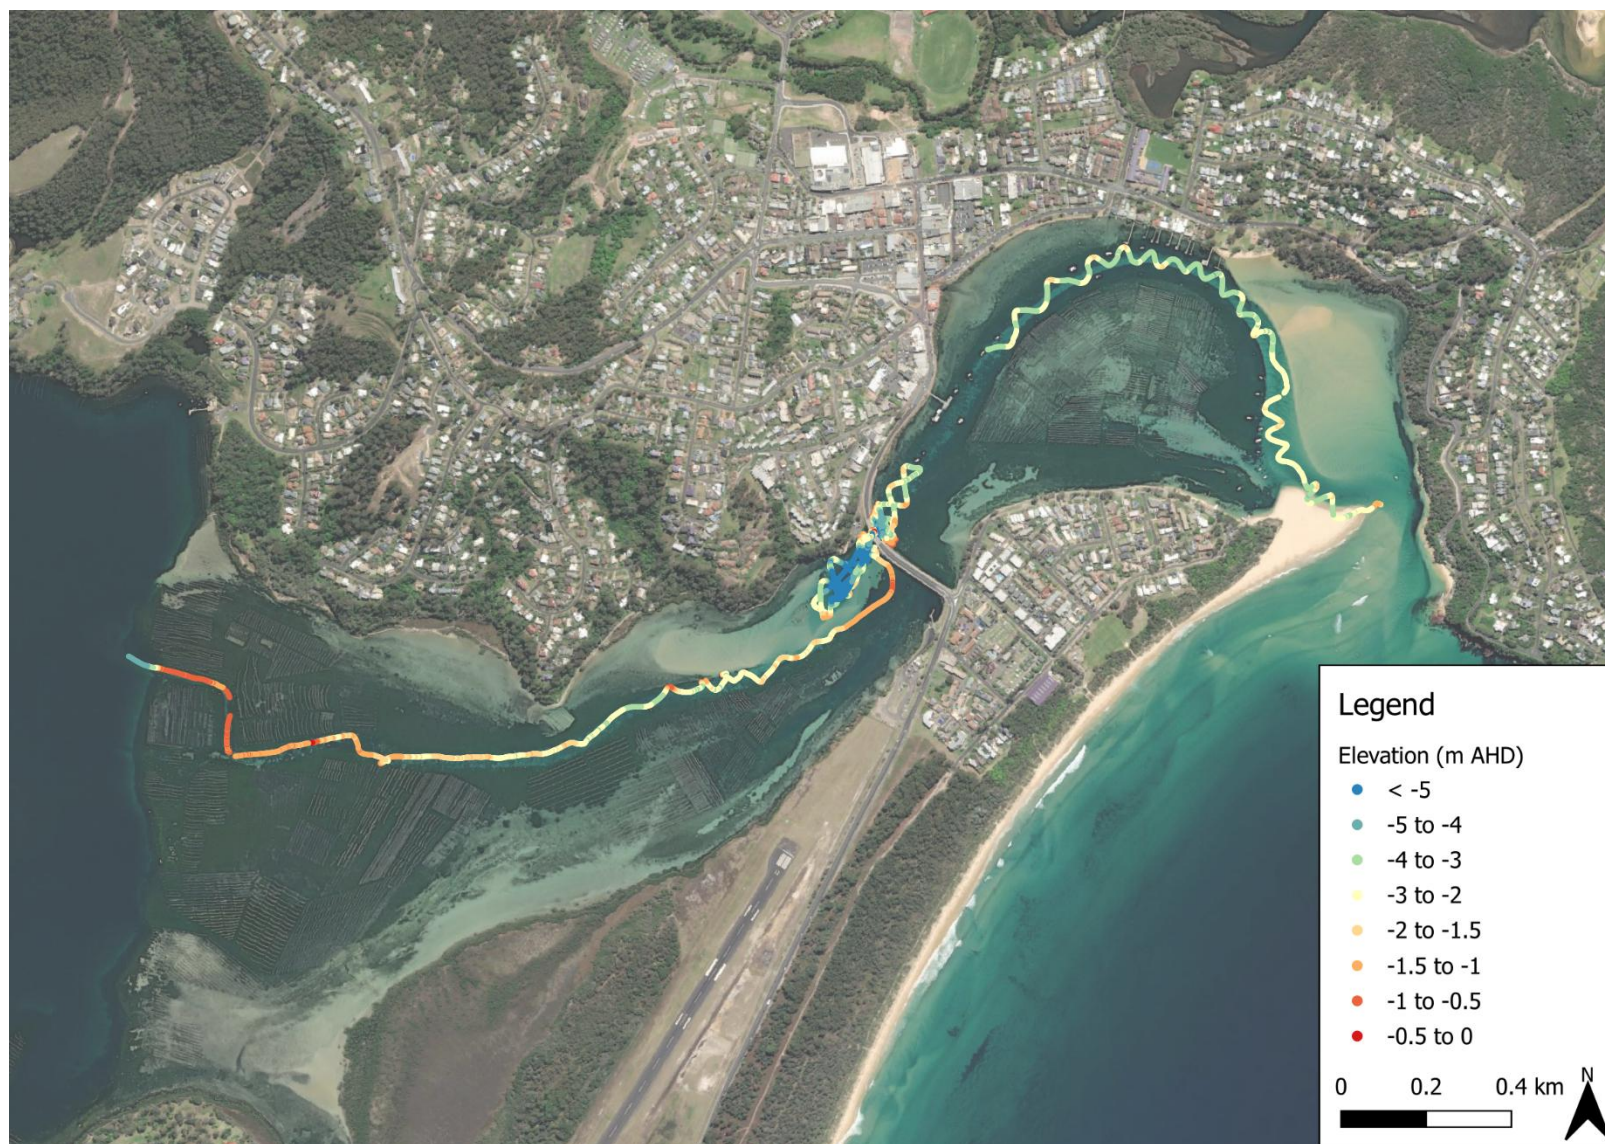 Legend
Elevation (m AHD)
< -5
-5 to -4
-4 to -3
-3 to -2
-2 to -1.5
-1.5 to -1
-1 to -0.5
-0.5 to 0
N
0 0.2 0.4 km